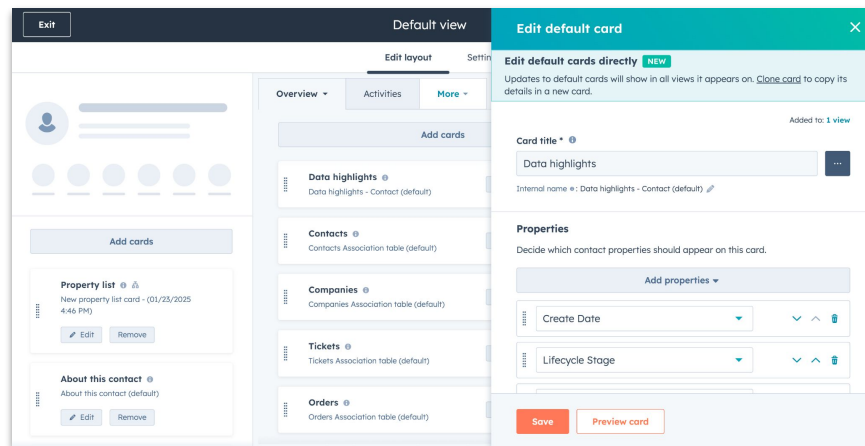 Exit
Default view
Edit layout
Settin
Overview
Activities
More
Add cards
Data highlights
Data highlights - Contact (default)
Contacts
Contacts Association table (default)
Companies
Companies Association table (default)
Tickets
Tickets Association table (default)
Orders
Orders Association table (default)
Add cards
Property list
New property list card - (01/23/2025
4:46 PM)
Edit
Remove
About this contact
About this contact (default)
Edit
Remove
Edit default card
Edit default cards directly NEW
Updates to default cards will show in all views it appears on. Clone card to copy its
details in a new card.
Added to: 1 view
Card title *
Data highlights
Internal name : Data highlights - Contact (default)
Properties
Decide which contact properties should appear on this card.
Add properties
Create Date
Lifecycle Stage
Save
Preview card